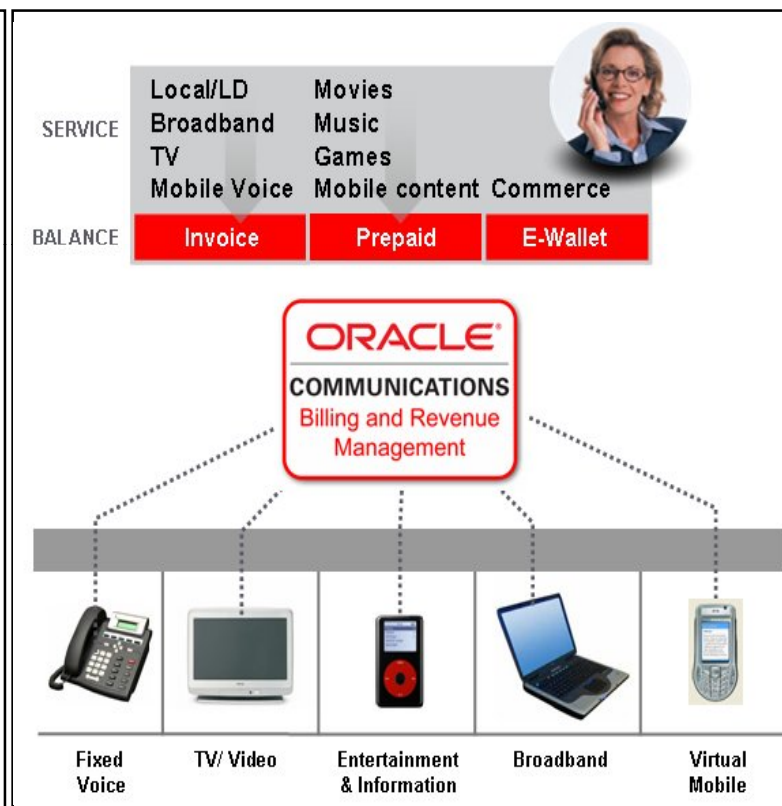 Local/LD Movies
SERVICE Broadband Music
TV Games
Mobile Voice Mobile content Commerce
BALANCE Invoice Prepaid E-Wallet
ORACLE®
COMMUNICATIONS
Billing and Revenue
Management
Fixed Voice
TV/ Video
Entertainment
& Information
Broadband
Virtual
Mobile